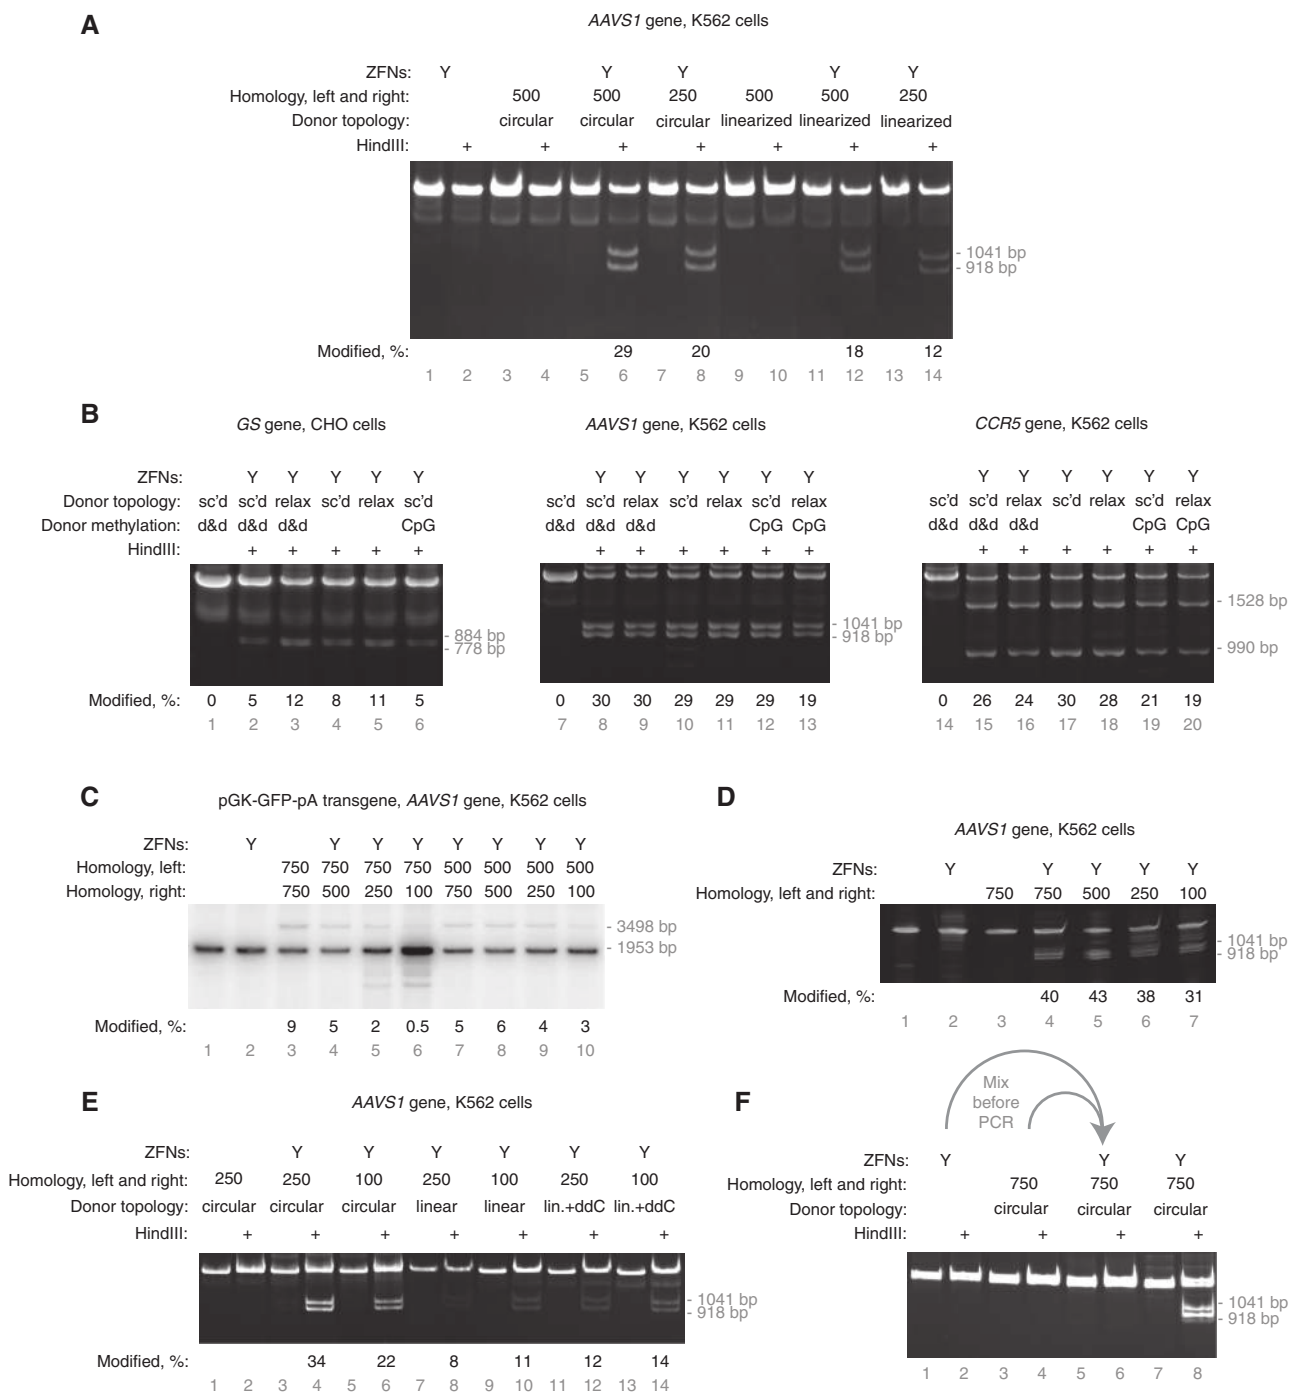 A
AAVS1 gene, K562 cells
ZFNs: Y Y Y Y Y
Homology, left and right: 500 500 250 500 500 250
Donor topology: circular circular circular linearized linearized linearized
HindIII: + + + + + + +
- 1041 bp
- 918 bp
Modified, %: 29 20 18 12
1 2 3 4 5 6 7 8 9 10 11 12 13 14
B
GS gene, CHO cells
ZFNs: Y Y Y Y Y
Donor topology: sc'd sc'd relax sc'd relax sc'd
Donor methylation: d&d d&d d&d CpG
HindIII: + + + + +
- 884 bp
- 778 bp
Modified, %: 0 5 12 8 11 5
1 2 3 4 5 6
AAVS1 gene, K562 cells
Y Y Y Y Y Y
sc'd sc'd relax sc'd relax sc'd relax
d&d d&d d&d CpG CpG
+ + + + + +
- 1041 bp
- 918 bp
0 30 30 29 29 29 19
7 8 9 10 11 12 13
CCR5 gene, K562 cells
Y Y Y Y Y Y
sc'd sc'd relax sc'd relax sc'd relax
d&d d&d d&d CpG CpG
+ + + + + +
- 1528 bp
- 990 bp
0 26 24 30 28 21 19
14 15 16 17 18 19 20
C
pGK-GFP-pA transgene, AAVS1 gene, K562 cells
ZFNs: Y Y Y Y Y Y Y Y
Homology, left: 750 750 750 750 500 500 500 500
Homology, right: 750 500 250 100 750 500 250 100
- 3498 bp
- 1953 bp
Modified, %: 9 5 2 0.5 5 6 4 3
1 2 3 4 5 6 7 8 9 10
D
AAVS1 gene, K562 cells
ZFNs: Y Y Y Y Y
Homology, left and right: 750 750 500 250 100
1041 bp
- 918 bp
Modified, %: 40 43 38 31
1 2 3 4 5 6 7
E
AAVS1 gene, K562 cells
ZFNs: Y Y Y Y Y Y
Homology, left and right: 250 250 100 250 100 250 100
Donor topology: circular circular circular linear linear lin.+ddC lin.+ddC
HindIII: + + + + + + +
- 1041 bp
- 918 bp
Modified, %: 34 22 8 11 12 14
1 2 3 4 5 6 7 8 9 10 11 12 13 14
F
Mix
before
PCR
ZFNs: Y Y Y
Homology, left and right: 750 750 750
Donor topology: circular circular circular
HindIII: + + + +
- 1041 bp
- 918 bp
1 2 3 4 5 6 7 8